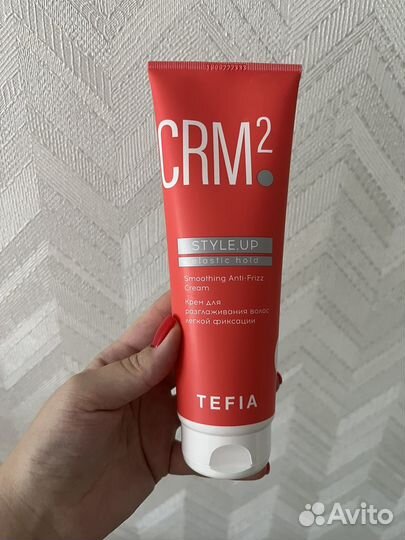 CRM²
STYLE.UP
elastic hold
Smoothing Anti-Frizz
Cream
Крем для
разглаживания волос
легкой фиксации
TEFIA
Avito